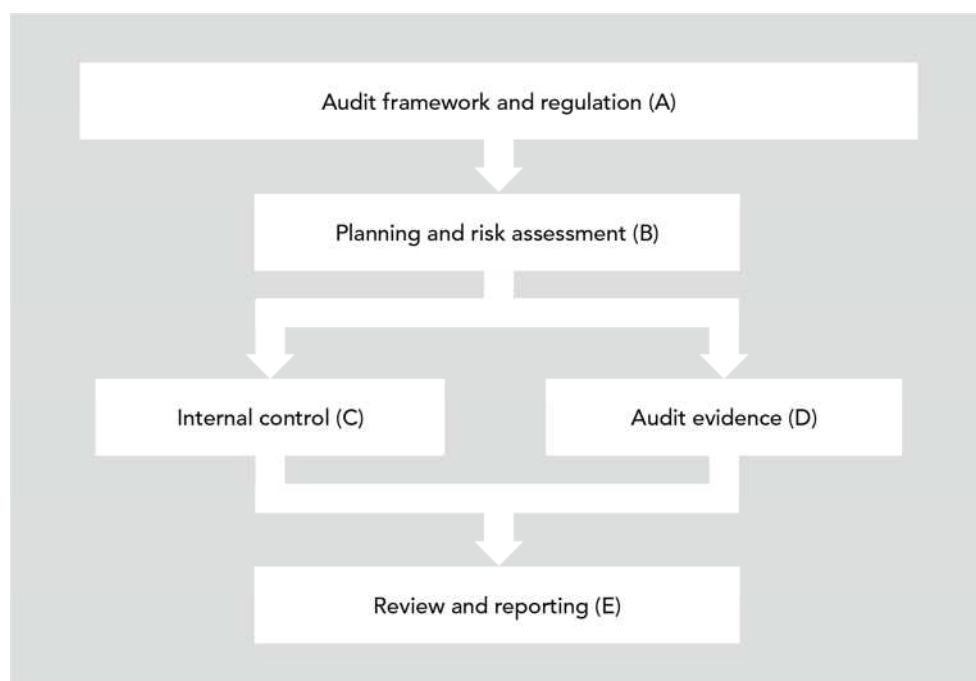 Audit framework and regulation (A)
Planning and risk assessment (B)
Internal control (C)
Audit evidence (D)
Review and reporting (E)